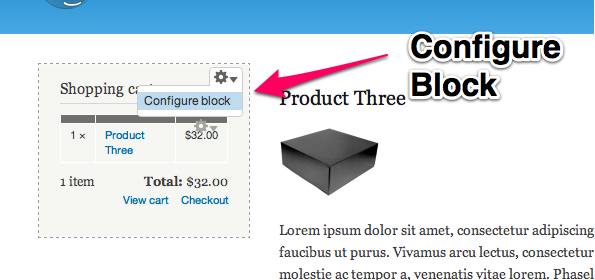 Configure
Block
Shopping c
Configure block
1 × Product Three $32.00
1 item Total: $32.00
View cart Checkout
Product Three
Lorem ipsum dolor sit amet, consectetur adipiscing
faucibus ut purus. Vivamus arcu lectus, consectetur
molestie ac tempor a, venenatis vitae lorem. Phasel